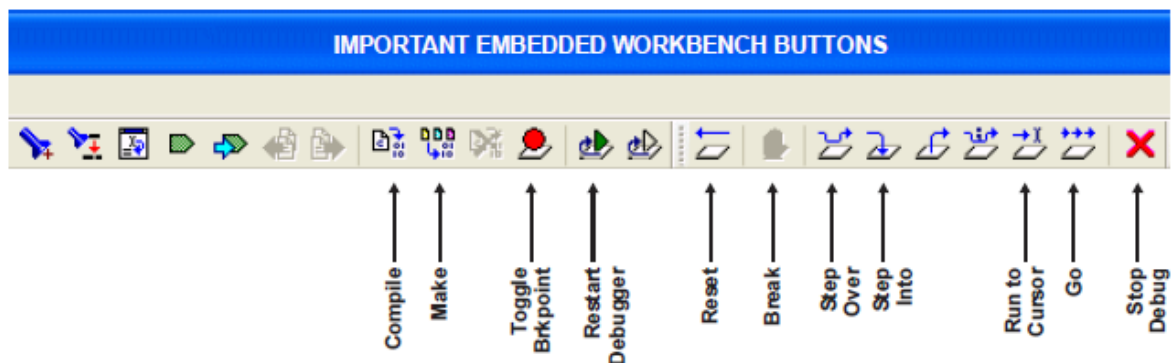 IMPORTANT EMBEDDED WORKBENCH BUTTONS
Compile
Make
Toggle
Brkpoint
Restart
Debugger
Reset
Break
Step
Over
Step
Into
Run to
Cursor
Go
Stop
Debug